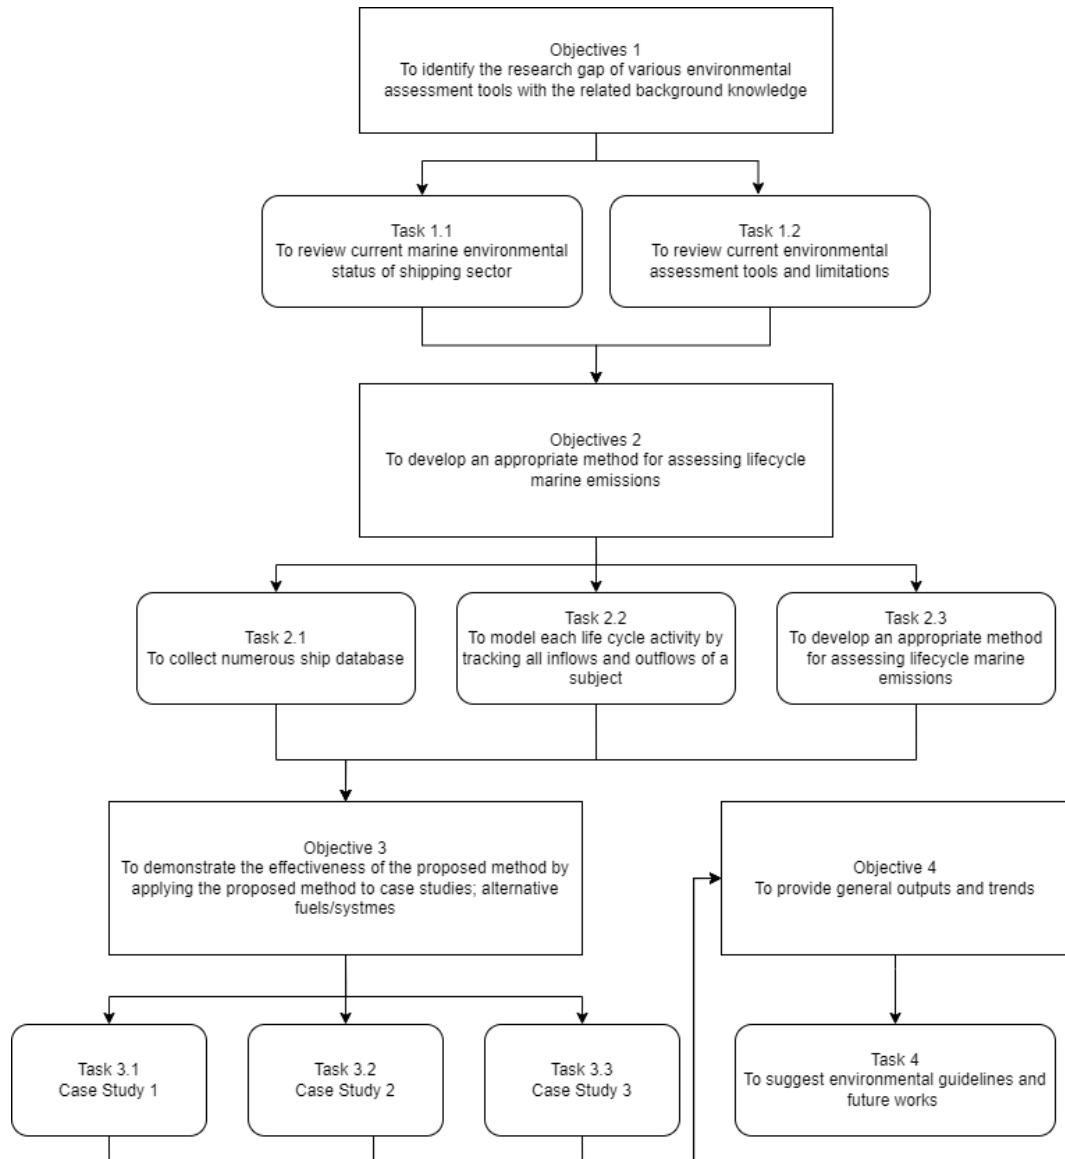 Objectives 1
To identify the research gap of various environmental
assessment tools with the related background knowledge
Task 1.1
To review current marine environmental
status of shipping sector
Task 1.2
To review current environmental
assessment tools and limitations
Objectives 2
To develop an appropriate method for assessing lifecycle
marine emissions
Task 2.1
To collect numerous ship database
Task 2.2
To model each life cycle activity by
tracking all inflows and outflows of a
subject
Task 2.3
To develop an appropriate method
for assessing lifecycle marine
emissions
Objective 3
To demonstrate the effectiveness of the proposed method by
applying the proposed method to case studies; alternative
fuels/systmes
Objective 4
To provide general outputs and trends
Task 3.1
Case Study 1
Task 3.2
Case Study 2
Task 3.3
Case Study 3
Task 4
To suggest environmental guidelines and
future works